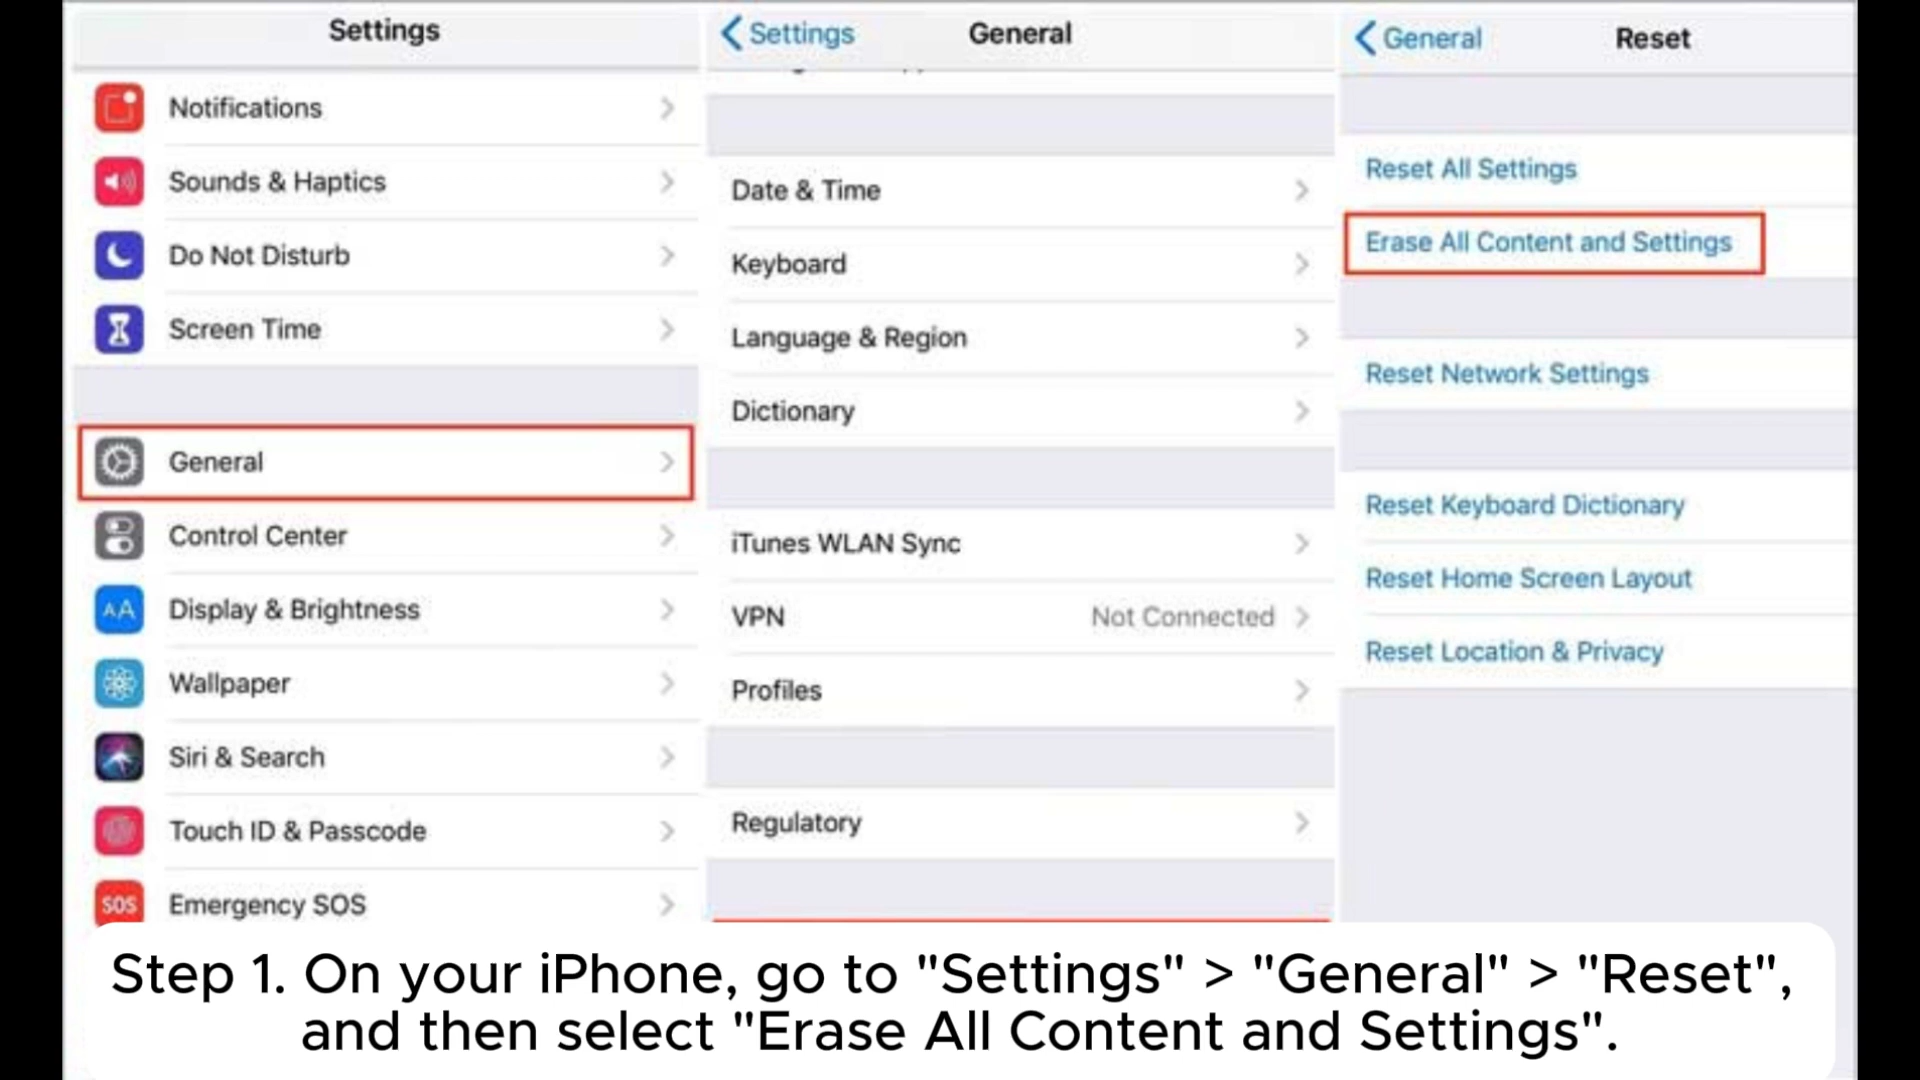 Settings
Notifications
Sounds & Haptics
Do Not Disturb
Screen Time
General
Control Center
AA Display & Brightness
Wallpaper
Siri & Search
Touch ID & Passcode
SOS Emergency SOS
Settings General
Date & Time
Keyboard
Language & Region
Dictionary
iTunes WLAN Sync
VPN Not Connected
Profiles
Regulatory
General Reset
Reset All Settings
Erase All Content and Settings
Reset Network Settings
Reset Keyboard Dictionary
Reset Home Screen Layout
Reset Location & Privacy
Step 1. On your iPhone, go to "Settings" > "General" > "Reset",
and then select "Erase All Content and Settings".